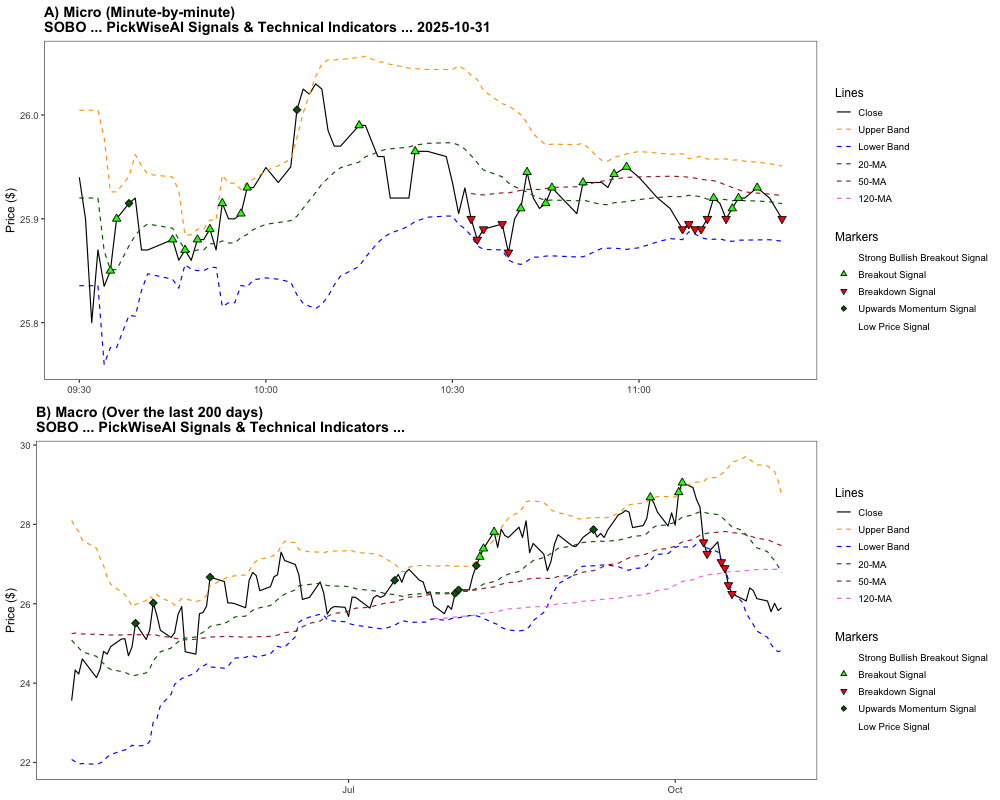 A) Micro (Minute-by-minute)
SOBO ... PickWiseAI Signals & Technical Indicators ... 2025-10-31
Price ($)
26.0
25.9
25.8
09:30
10:00
10:30
11:00
Lines
Close
Upper Band
Lower Band
20-MA
50-MA
120-MA
Markers
Strong Bullish Breakout Signal
Breakout Signal
Breakdown Signal
Upwards Momentum Signal
Low Price Signal
B) Macro (Over the last 200 days)
SOBO ... PickWiseAI Signals & Technical Indicators ...
Price ($)
30
28
26
24
22
Jul
Oct
Lines
Close
Upper Band
Lower Band
20-MA
50-MA
120-MA
Markers
Strong Bullish Breakout Signal
Breakout Signal
Breakdown Signal
Upwards Momentum Signal
Low Price Signal